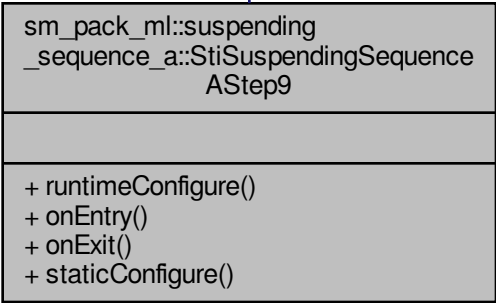 sm_pack_ml::suspending
_sequence_a::StiSuspendingSequence
AStep9
+ runtimeConfigure()
+ onEntry()
+ onExit()
+ staticConfigure()